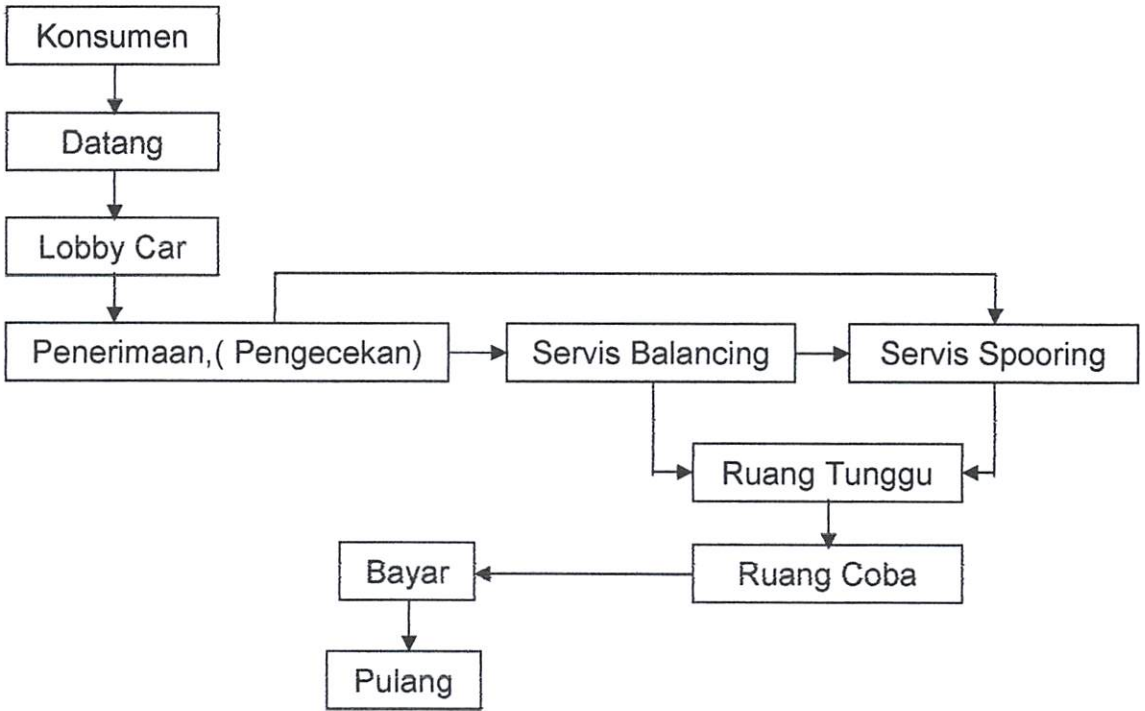 Konsumen
Datang
Lobby Car
Penerimaan,( Pengecekan)
Servis Balancing
Servis Spooring
Ruang Tunggu
Ruang Coba
Bayar
Pulang